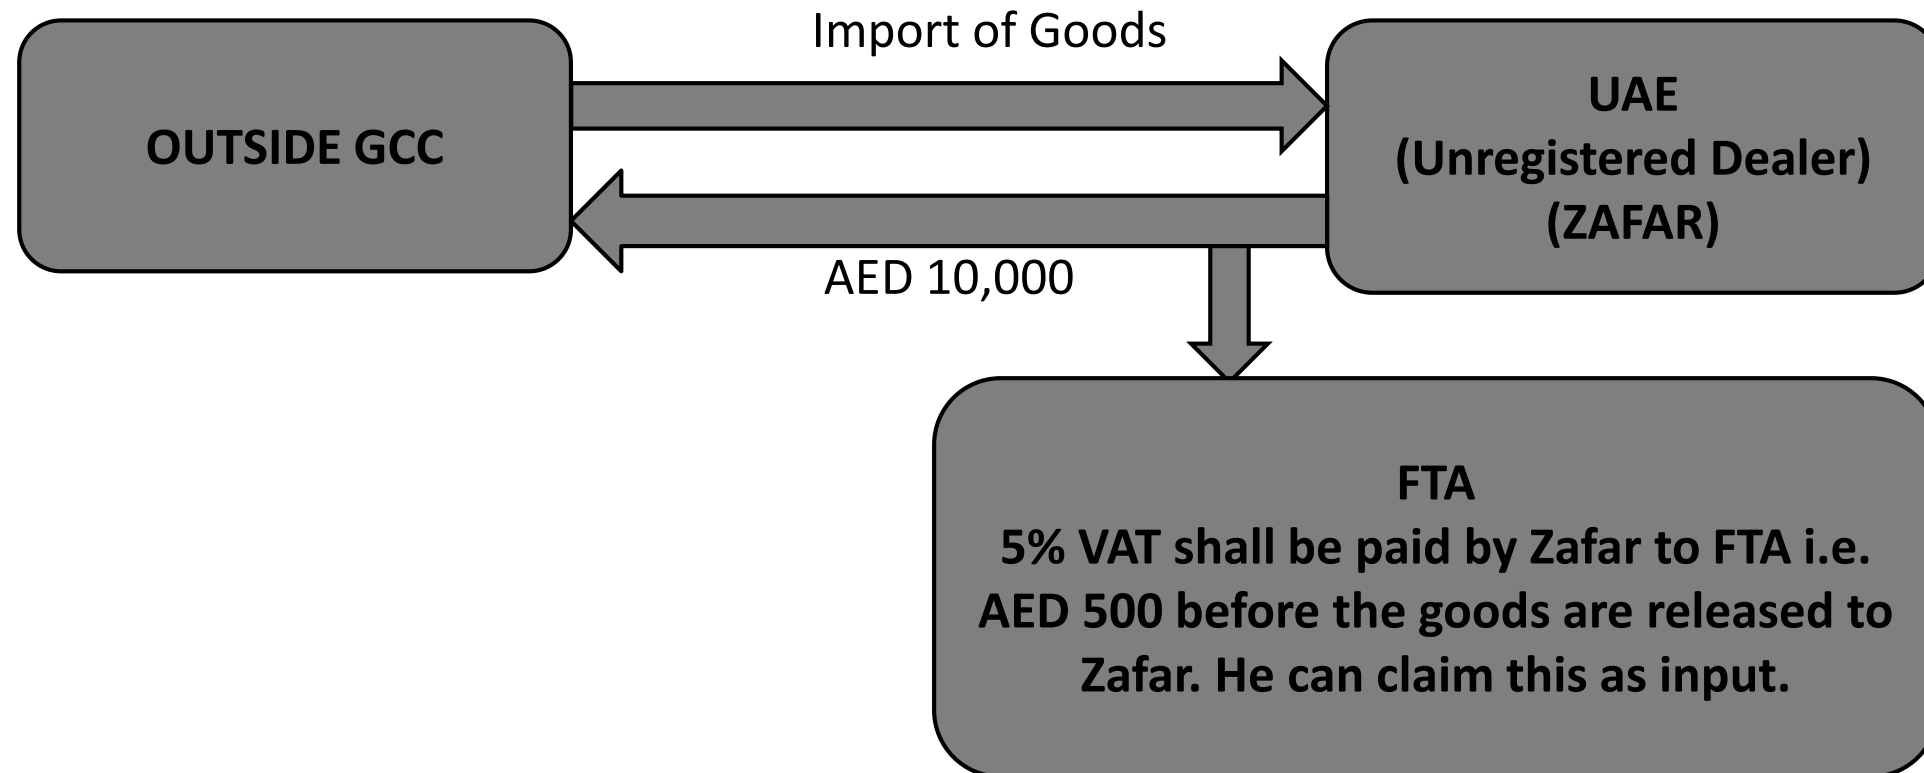 Import of Goods
OUTSIDE GCC
UAE
(Unregistered Dealer)
(ZAFAR)
AED 10,000
FTA
5% VAT shall be paid by Zafar to FTA i.e.
AED 500 before the goods are released to
Zafar. He can claim this as input.